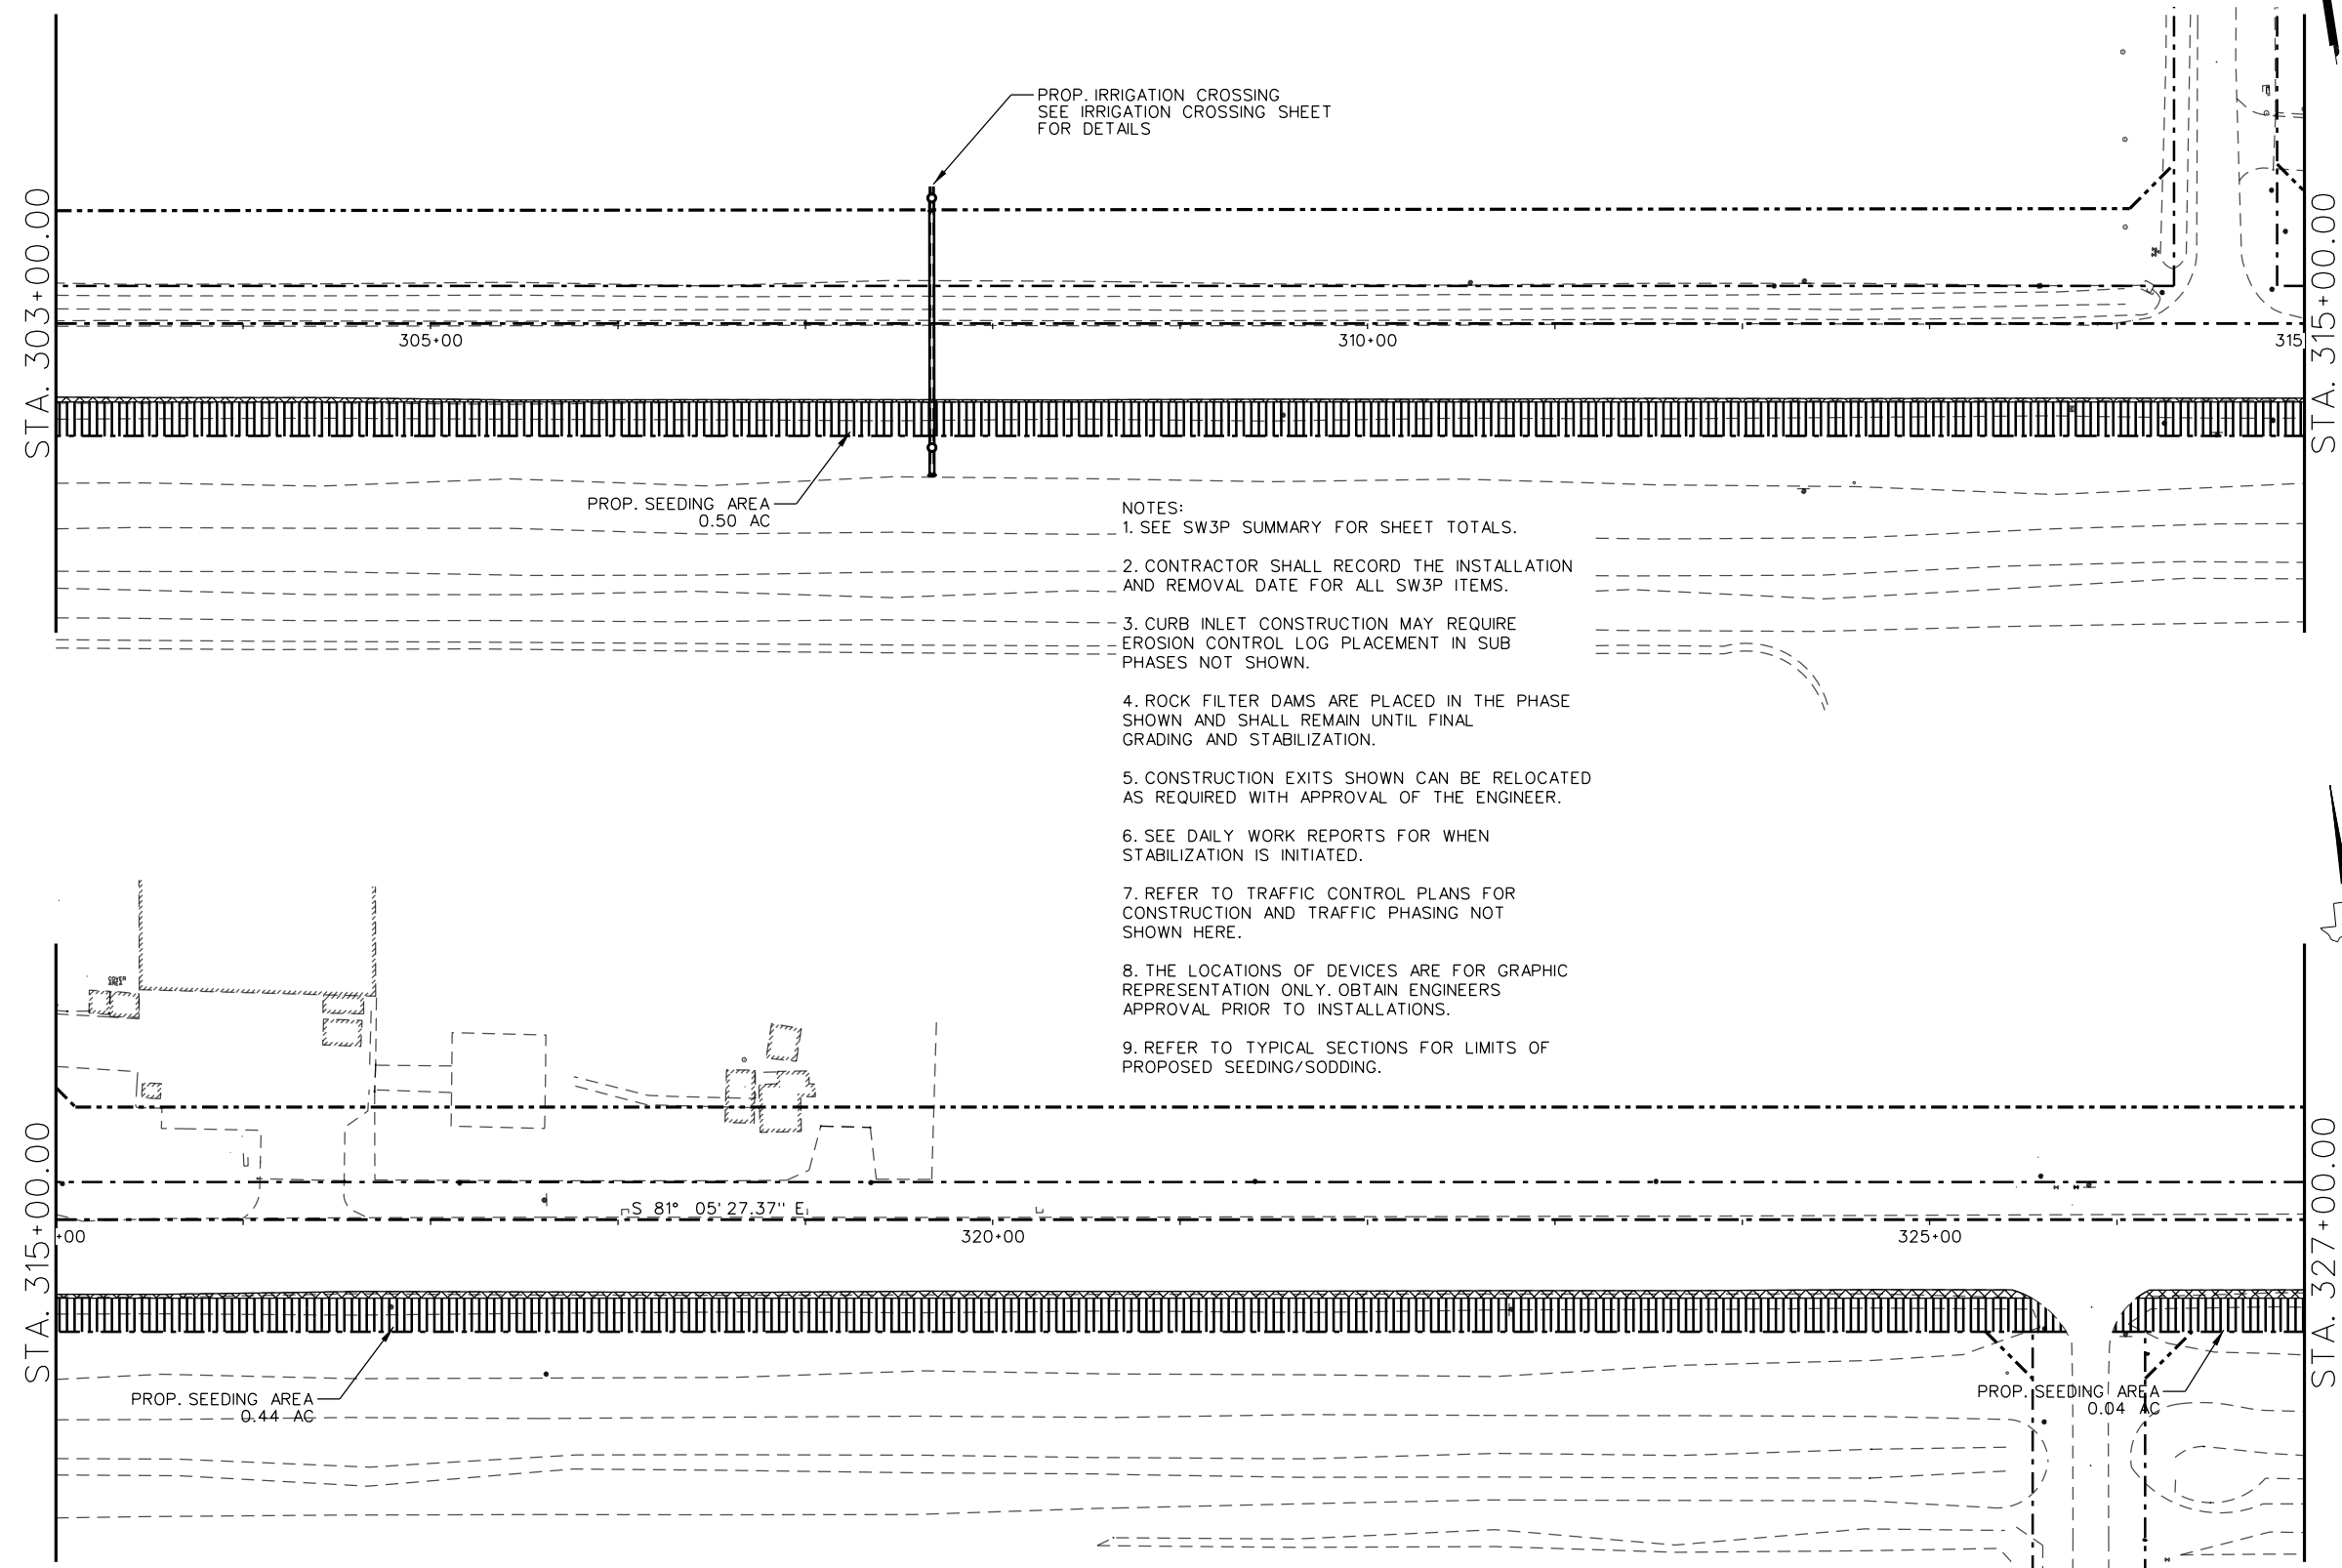 PROP. IRRIGATION CROSSING
SEE IRRIGATION CROSSING SHEET
FOR DETAILS
STA. 303+00.00
STA. 315+00.00
305+00
310+00
315
PROP. SEEDING AREA
0.50 AC
NOTES:
1. SEE SW3P SUMMARY FOR SHEET TOTALS.
2. CONTRACTOR SHALL RECORD THE INSTALLATION
AND REMOVAL DATE FOR ALL SW3P ITEMS.
3. CURB INLET CONSTRUCTION MAY REQUIRE
EROSION CONTROL LOG PLACEMENT IN SUB
PHASES NOT SHOWN.
4. ROCK FILTER DAMS ARE PLACED IN THE PHASE
SHOWN AND SHALL REMAIN UNTIL FINAL
GRADING AND STABILIZATION.
5. CONSTRUCTION EXITS SHOWN CAN BE RELOCATED
AS REQUIRED WITH APPROVAL OF THE ENGINEER.
6. SEE DAILY WORK REPORTS FOR WHEN
STABILIZATION IS INITIATED.
7. REFER TO TRAFFIC CONTROL PLANS FOR
CONSTRUCTION AND TRAFFIC PHASING NOT
SHOWN HERE.
8. THE LOCATIONS OF DEVICES ARE FOR GRAPHIC
REPRESENTATION ONLY. OBTAIN ENGINEERS
APPROVAL PRIOR TO INSTALLATIONS.
9. REFER TO TYPICAL SECTIONS FOR LIMITS OF
PROPOSED SEEDING/SODDING.
COVER
AREA
STA. 315+00.00
STA. 327+00.00
S 81° 05' 27.37" E
+00
320+00
325+00
PROP. SEEDING AREA
0.44 AC
PROP. SEEDING AREA
0.04 AC